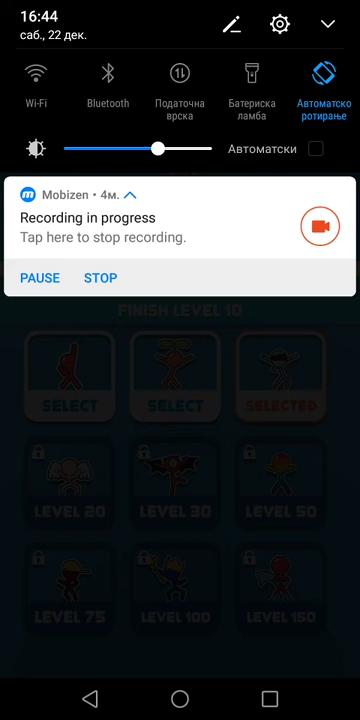 16:44
саб., 22 дек.
Wi-Fi
Bluetooth
Податочна врска
Батериска ламба
Автоматско ротирање
Автоматски
m Mobizen • 4м.
Recording in progress
Tap here to stop recording.
PAUSE STOP
FINISH LEVEL 10
SELECT SELECT SELECTED
LEVEL 20 LEVEL 30 LEVEL 50
LEVEL 75 LEVEL 100 LEVEL 150